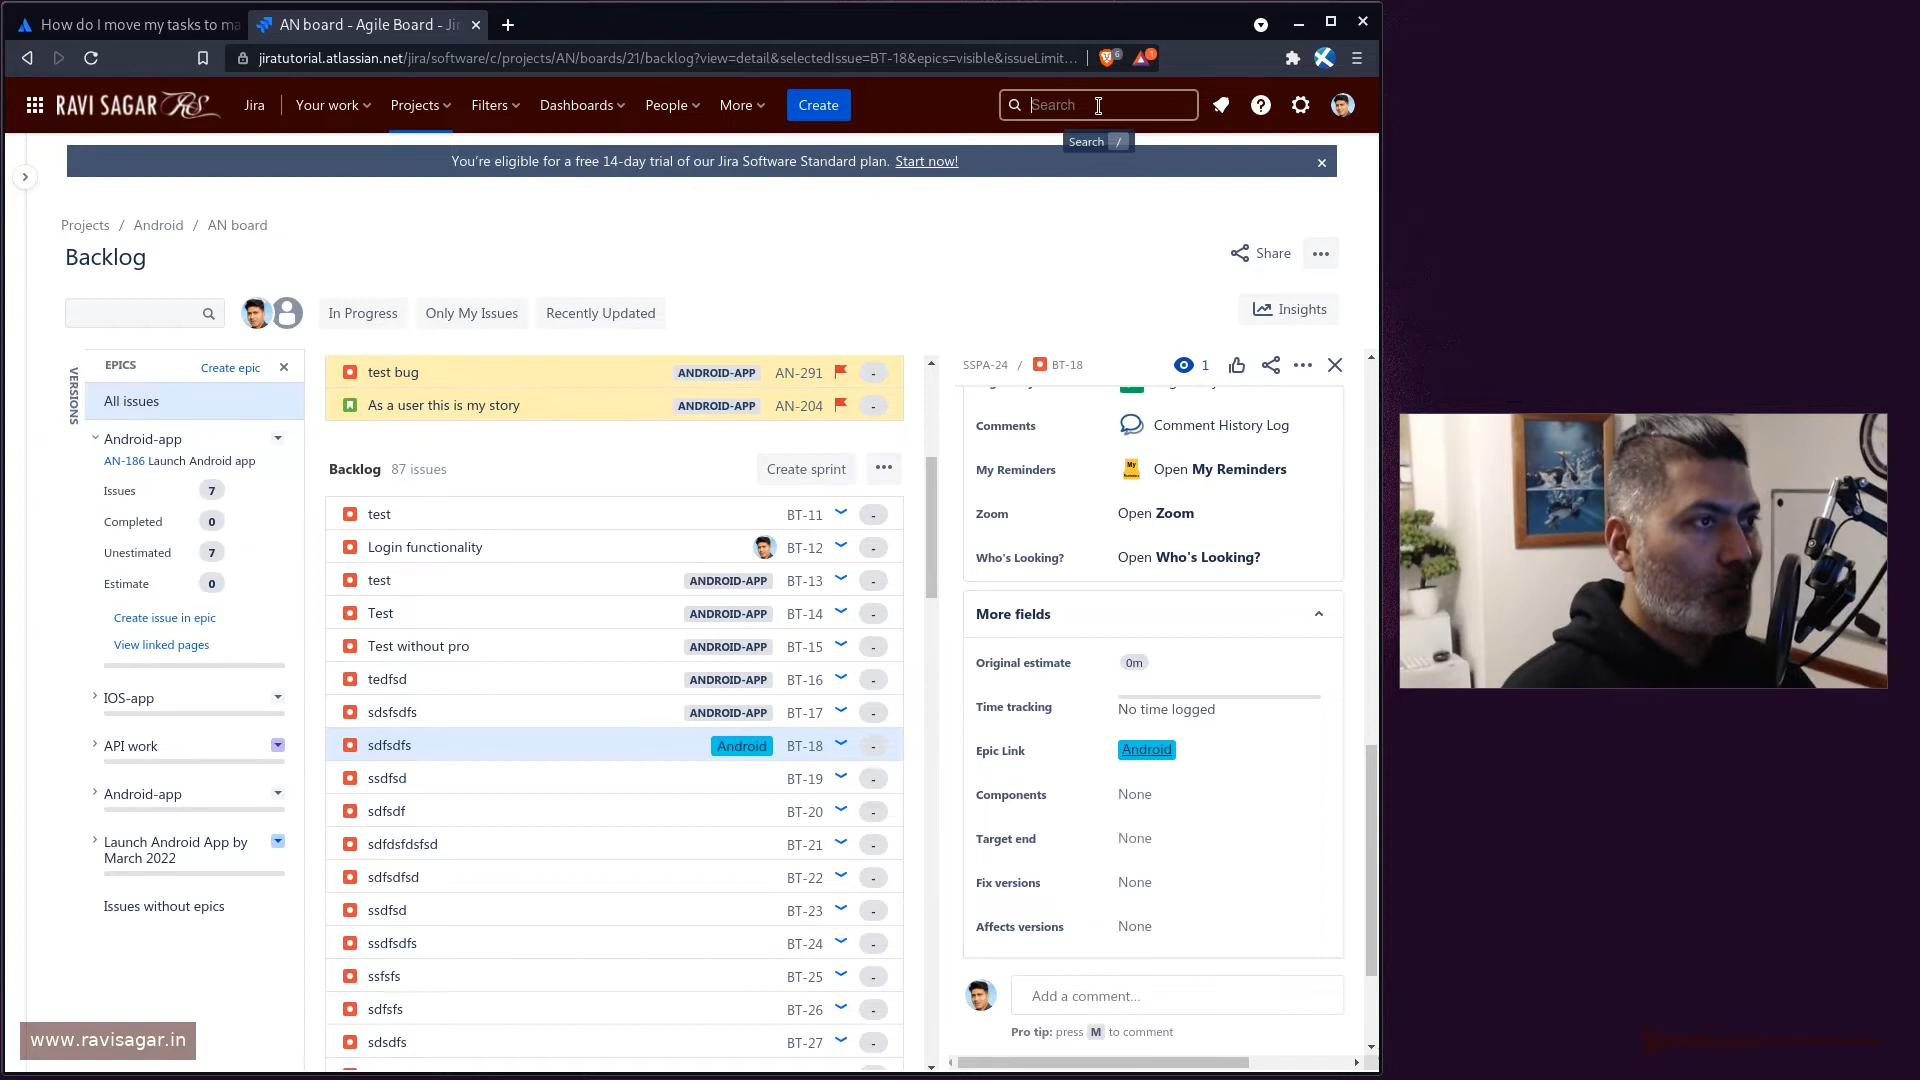 How do I move my tasks to ma
AN board - Agile Board - Ji
jiratutorial.atlassian.net/jira/software/c/projects/AN/boards/21/backlog?view=detail&selectedIssue=BT-18&epics=visible&issueLimit...
6
1
RAVI SAGAR RS
Jira
Your work
Projects
Filters
Dashboards
People
More
Create
Search
Search /
You're eligible for a free 14-day trial of our Jira Software Standard plan. Start now!
Projects / Android / AN board
Backlog
Share
In Progress
Only My Issues
Recently Updated
Insights
VERSIONS
EPICS
Create epic
All issues
Android-app
AN-186 Launch Android app
Issues 7
Completed 0
Unestimated 7
Estimate 0
Create issue in epic
View linked pages
IOS-app
API work
Android-app
Launch Android App by
March 2022
Issues without epics
test bug ANDROID-APP AN-291 -
As a user this is my story ANDROID-APP AN-204 -
Backlog 87 issues
Create sprint
test BT-11 -
Login functionality BT-12 -
test ANDROID-APP BT-13 -
Test ANDROID-APP BT-14 -
Test without pro ANDROID-APP BT-15 -
tedfsd ANDROID-APP BT-16 -
sdsfsdfs ANDROID-APP BT-17 -
sdfsdfs Android BT-18 -
ssdfsd BT-19 -
sdfsdf BT-20 -
sdfdsfdsfsd BT-21 -
sdfsdfsd BT-22 -
ssdfsd BT-23 -
ssdfsdfs BT-24 -
ssfsfs BT-25 -
sdfsfs BT-26 -
sdsdfs BT-27 -
SSPA-24 / BT-18
1
Comments Comment History Log
My Reminders Open My Reminders
Zoom Open Zoom
Who's Looking? Open Who's Looking?
More fields
Original estimate 0m
Time tracking No time logged
Epic Link Android
Components None
Target end None
Fix versions None
Affects versions None
Add a comment...
Pro tip: press M to comment
www.ravisagar.in